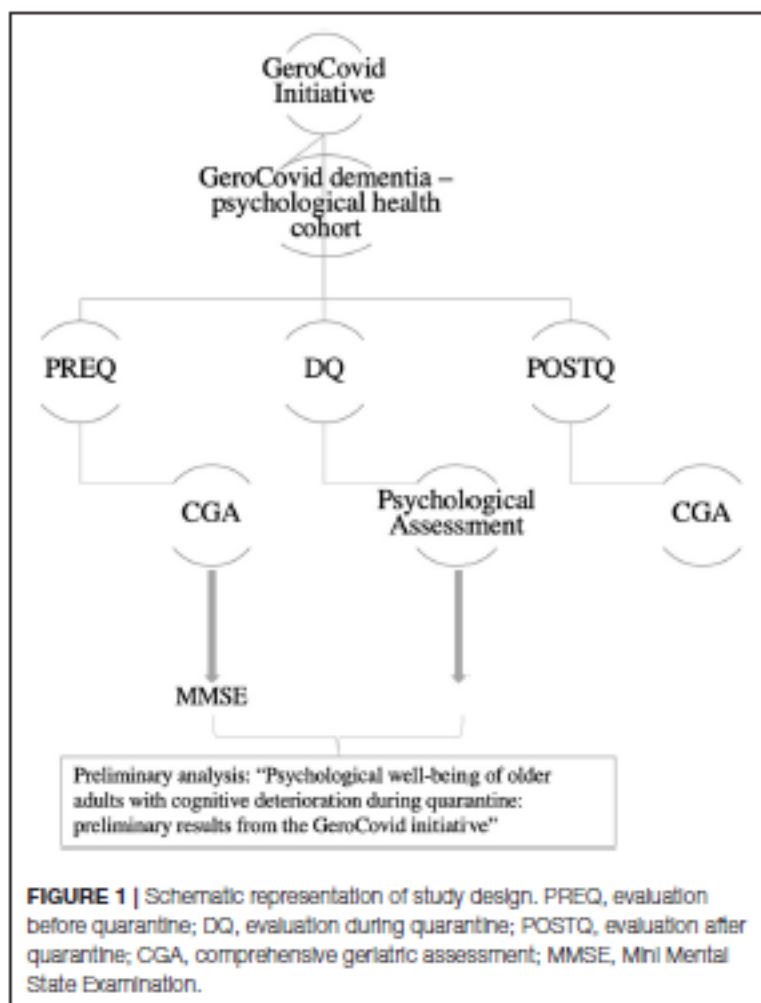 GeroCovid
Initiative
GeroCovid dementia –
psychological health
cohort
PREQ
DQ
POSTQ
CGA
Psychological
Assessment
CGA
MMSE
Preliminary analysis: “Psychological well-being of older
adults with cognitive deterioration during quarantine:
preliminary results from the GeroCovid initiative”
FIGURE 1 | Schematic representation of study design. PREQ, evaluation
before quarantine; DQ, evaluation during quarantine; POSTQ, evaluation after
quarantine; CGA, comprehensive geriatric assessment; MMSE, Mini Mental
State Examination.